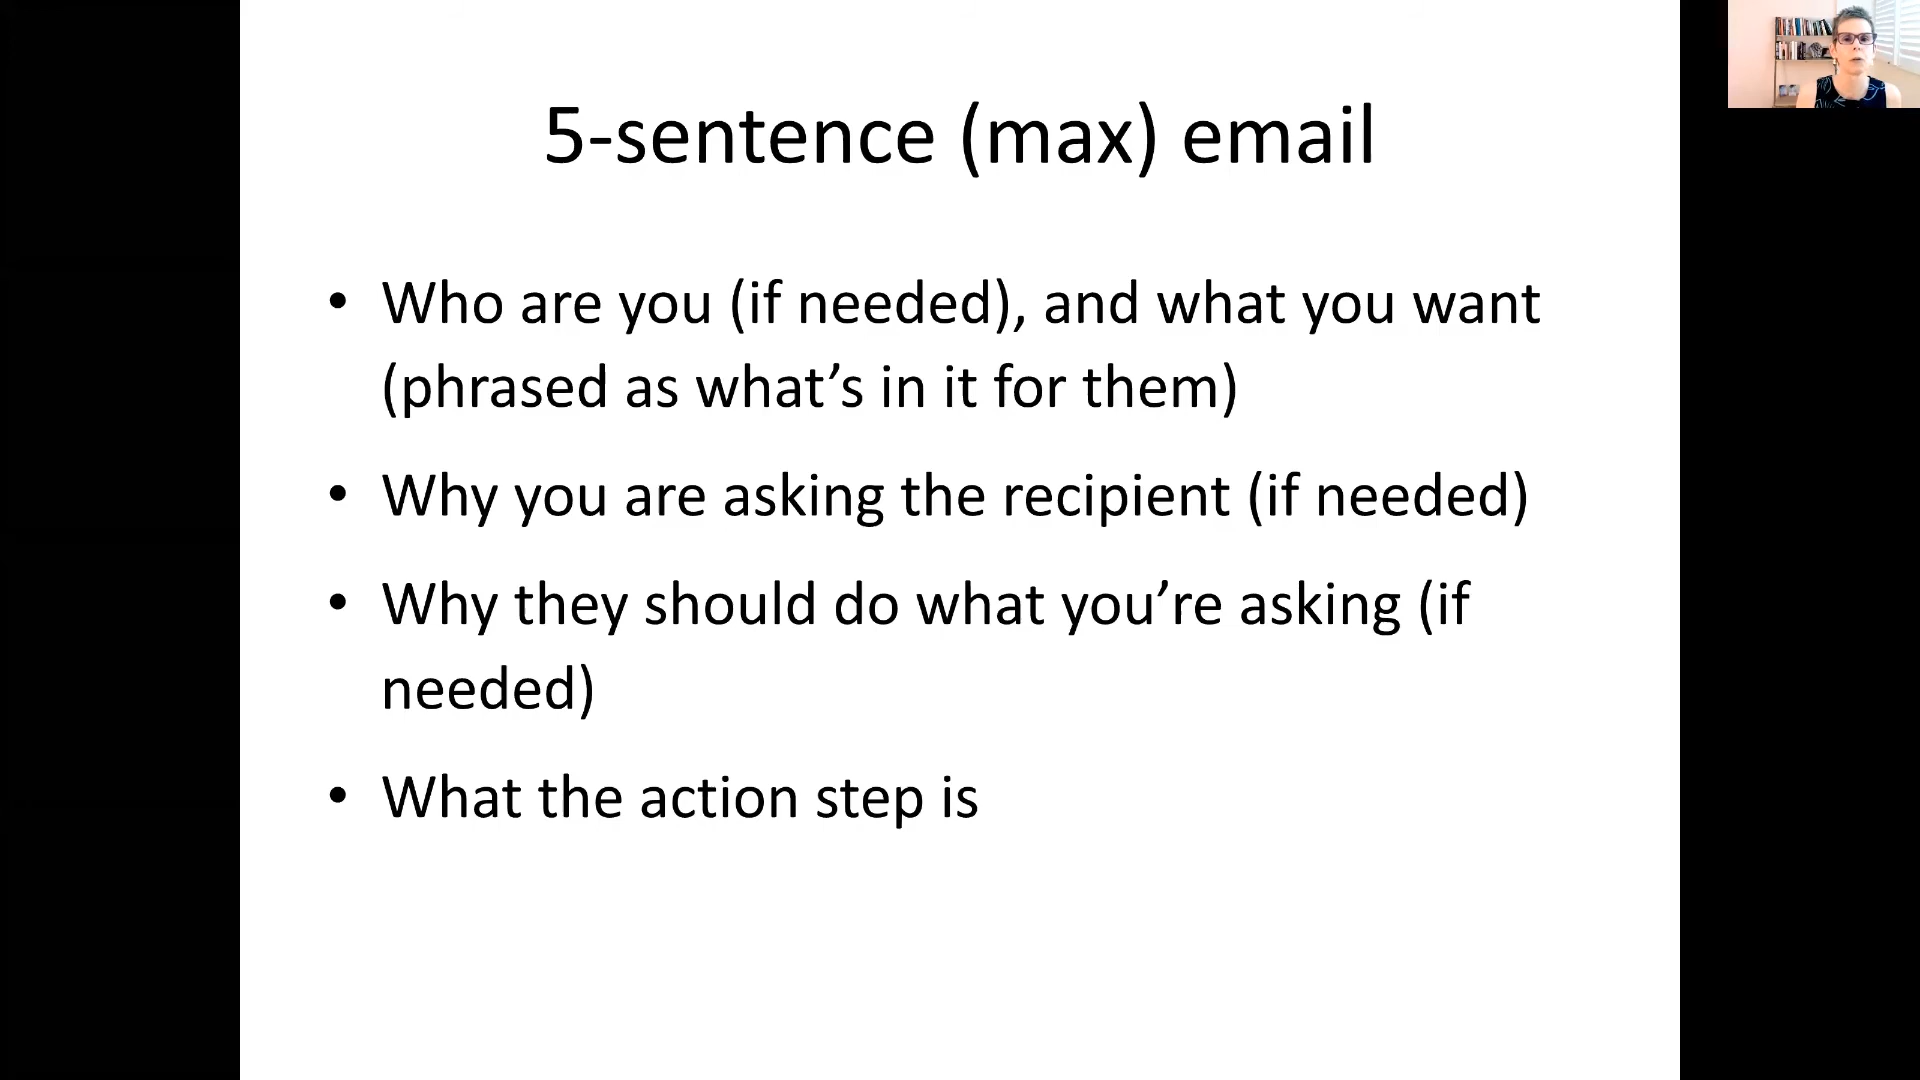 5-sentence (max) email
• Who are you (if needed), and what you want
(phrased as what’s in it for them)
• Why you are asking the recipient (if needed)
• Why they should do what you’re asking (if
needed)
• What the action step is